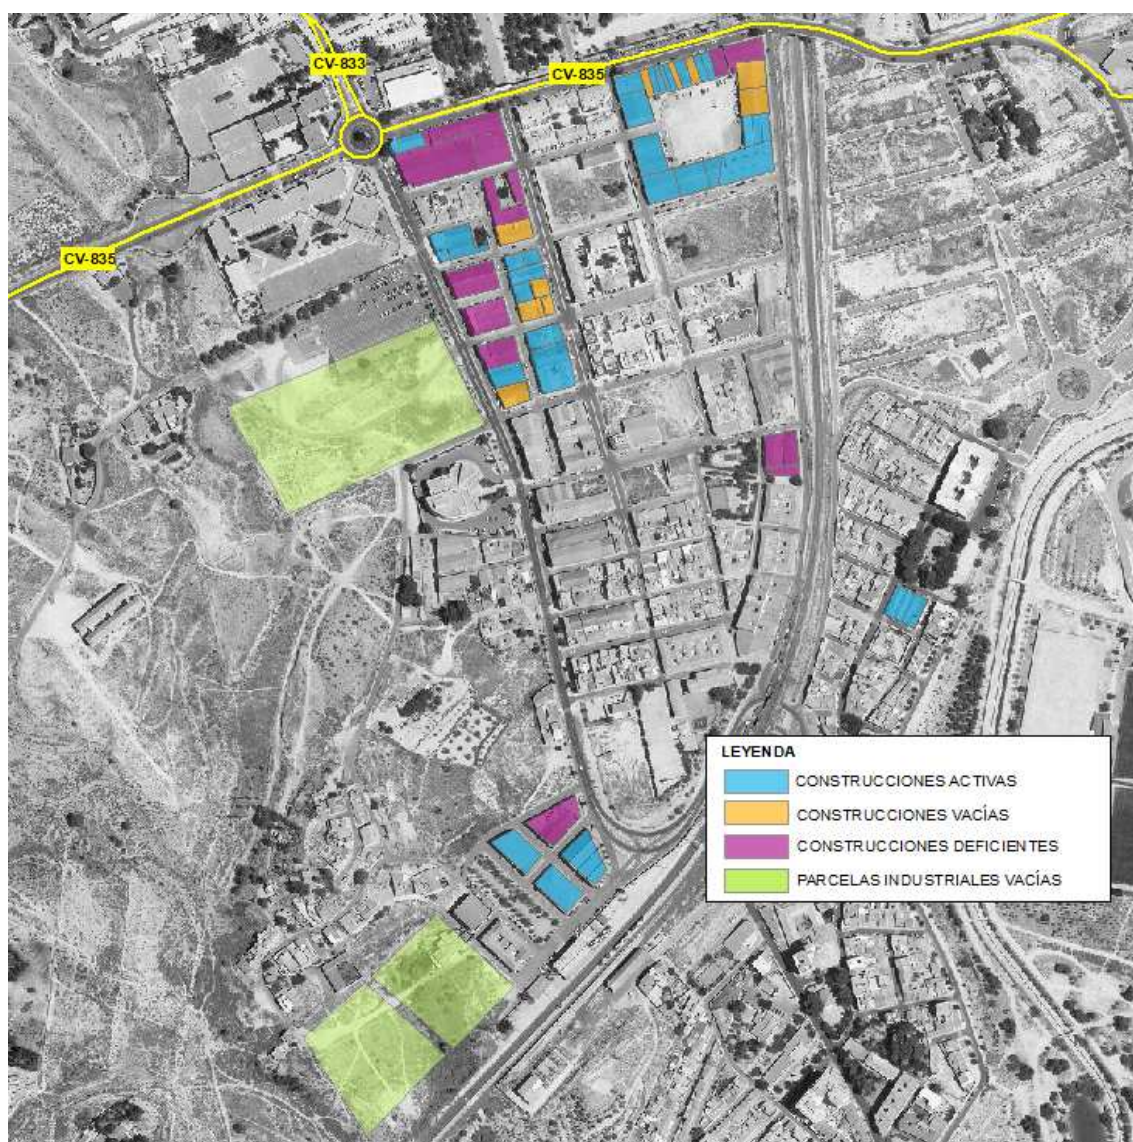 CV-833
CV-835
CV-835
LEYENDA
CONSTRUCCIONES ACTIVAS
CONSTRUCCIONES VACÍAS
CONSTRUCCIONES DEFICIENTES
PARCELAS INDUSTRIALES VACÍAS